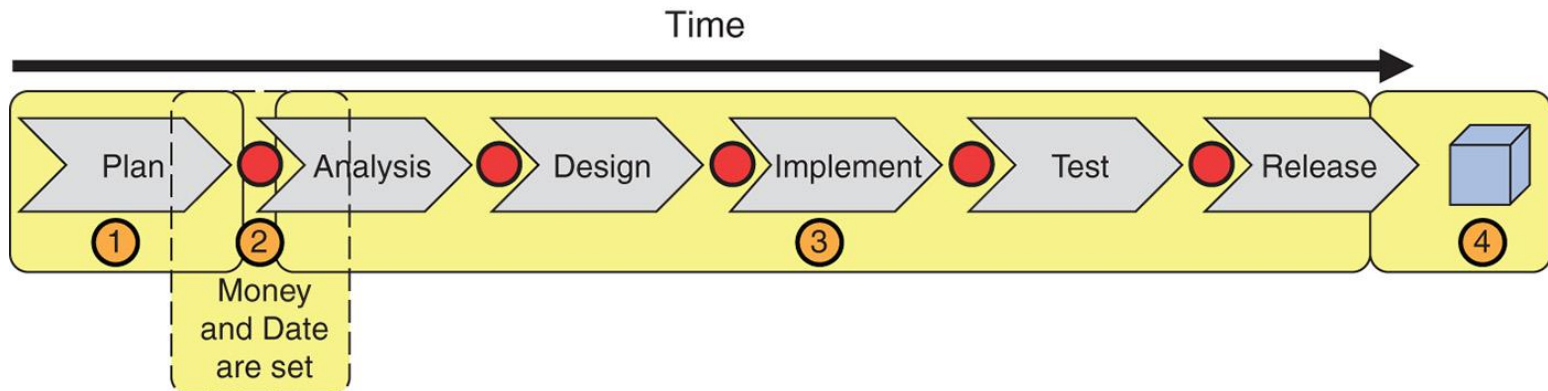 Time
Plan
Analysis
Design
Implement
Test
Release
1
2
3
4
Money
and Date
are set